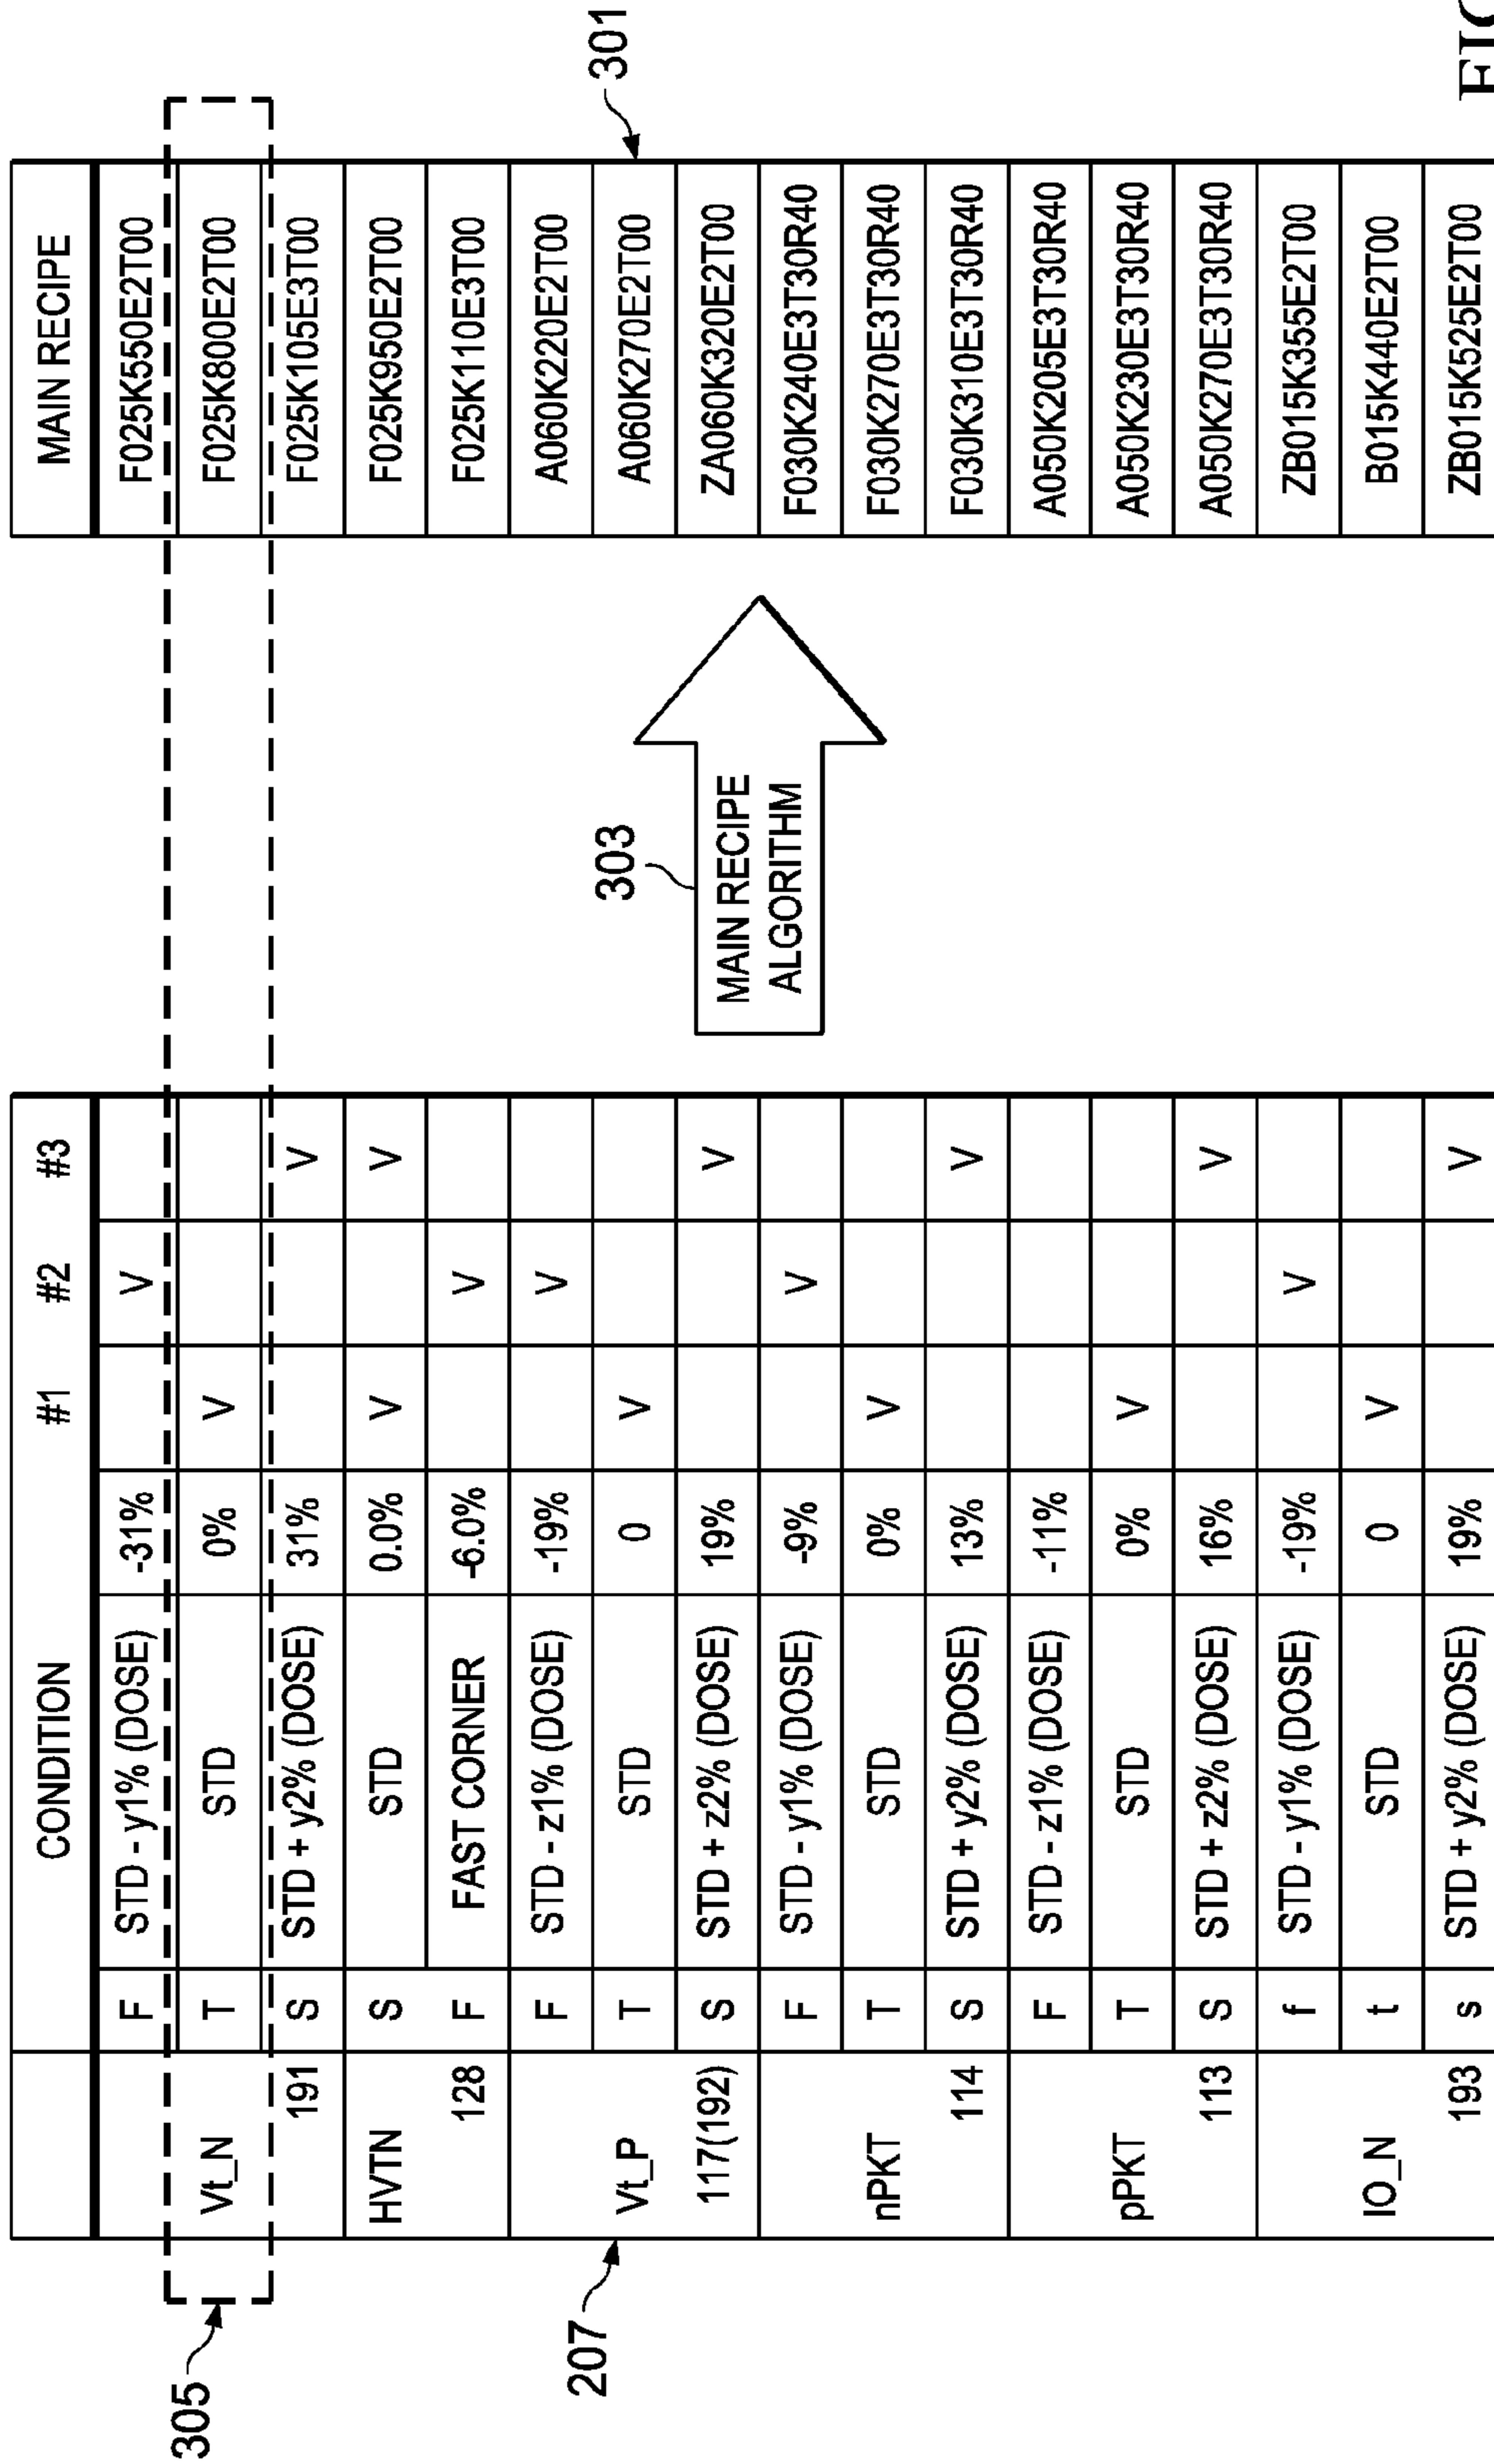 CONDITION #1 #2 #3 MAIN RECIPE
F STD - y1% (DOSE) -31% V F025K550E2T00
305
Vt_N T STD 0% V F025K800E2T00
191 S STD + y2% (DOSE) 31% V F025K105E3T00
HVTN S STD 0.0% V V F025K950E2T00
128 F FAST CORNER -6.0% V F025K110E3T00
F STD - z1% (DOSE) -19% V A060K220E2T00
207
303
301
Vt_P T STD 0 V A060K270E2T00
117(192) S STD + z2% (DOSE) 19% V ZA060K320E2T00
MAIN RECIPE
ALGORITHM
F STD - y1% (DOSE) -9% V F030K240E3T30R40
nPKT T STD 0% V F030K270E3T30R40
114 S STD + y2% (DOSE) 13% V F030K310E3T30R40
F STD - z1% (DOSE) -11% A050K205E3T30R40
pPKT T STD 0% V A050K230E3T30R40
113 S STD + z2% (DOSE) 16% V A050K270E3T30R40
f STD - y1% (DOSE) -19% V ZB015K355E2T00
IO_N t STD 0 V B015K440E2T00
193 s STD + y2% (DOSE) 19% V ZB015K525E2T00